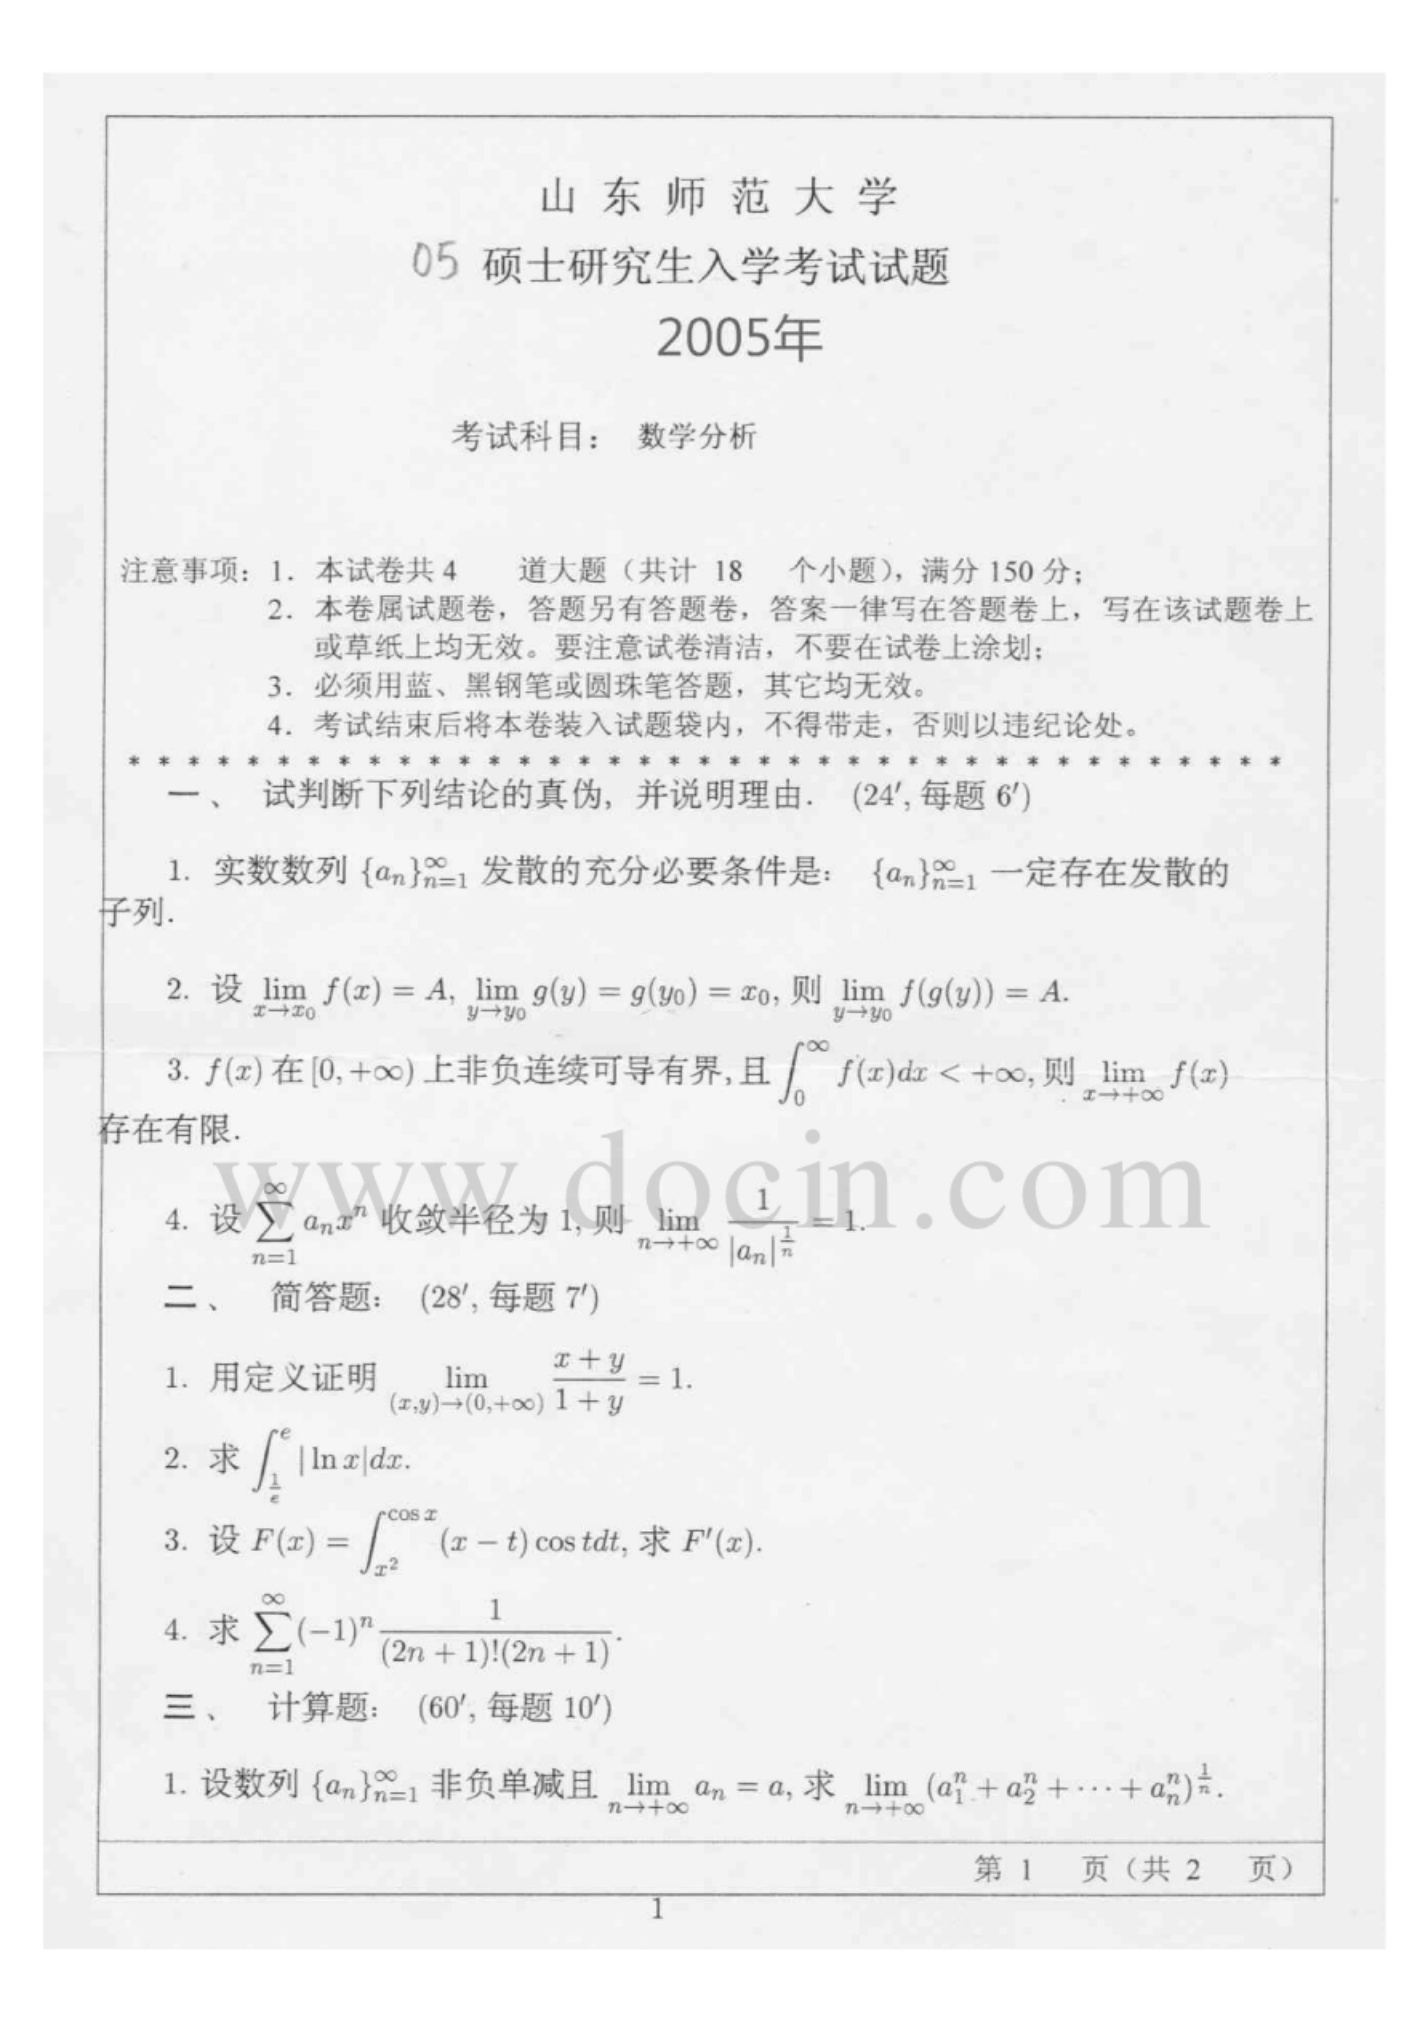 山 东 师 范 大 学
05 硕士研究生入学考试试题
2005年
考试科目： 数学分析
注意事项：1．本试卷共 4 道大题（共计 18 个小题），满分 150 分；
2．本卷属试题卷，答题另有答题卷，答案一律写在答题卷上，写在该试题卷上
或草纸上均无效。要注意试卷清洁，不要在试卷上涂划；
3．必须用蓝、黑钢笔或圆珠笔答题，其它均无效。
4．考试结束后将本卷装入试题袋内，不得带走，否则以违纪论处。
* * * * * * * * * * * * * * * * * * * * * * * * * * * * * * * * * * * * * * *
一 、 试判断下列结论的真伪, 并说明理由. (24′, 每题 6′)
1. 实数数列 {a_n}_{n=1}^∞ 发散的充分必要条件是： {a_n}_{n=1}^∞ 一定存在发散的
子列.
2. 设 lim_{x→x_0} f(x) = A, lim_{y→y_0} g(y) = g(y_0) = x_0, 则 lim_{y→y_0} f(g(y)) = A.
3. f(x) 在 [0, +∞) 上非负连续可导有界, 且 ∫_0^∞ f(x)dx < +∞, 则 lim_{x→+∞} f(x)
存在有限.
www.docin.com
4. 设 ∑_{n=1}^∞ a_n x^n 收敛半径为 1, 则 lim_{n→+∞} 1/|a_n|^{1/n} = 1.
二 、 简答题： (28′, 每题 7′)
1. 用定义证明 lim_{(x,y)→(0,+∞)} (x + y)/(1 + y) = 1.
2. 求 ∫_{1/e}^e | ln x|dx.
3. 设 F(x) = ∫_{x^2}^{cos x} (x − t) cos tdt, 求 F′(x).
4. 求 ∑_{n=1}^∞ (−1)^n 1/((2n + 1)!(2n + 1)).
三 、 计算题： (60′, 每题 10′)
1. 设数列 {a_n}_{n=1}^∞ 非负单减且 lim_{n→+∞} a_n = a, 求 lim_{n→+∞} (a_1^n + a_2^n + ⋯ + a_n^n)^{1/n}.
第 1 页（共 2 页）
1